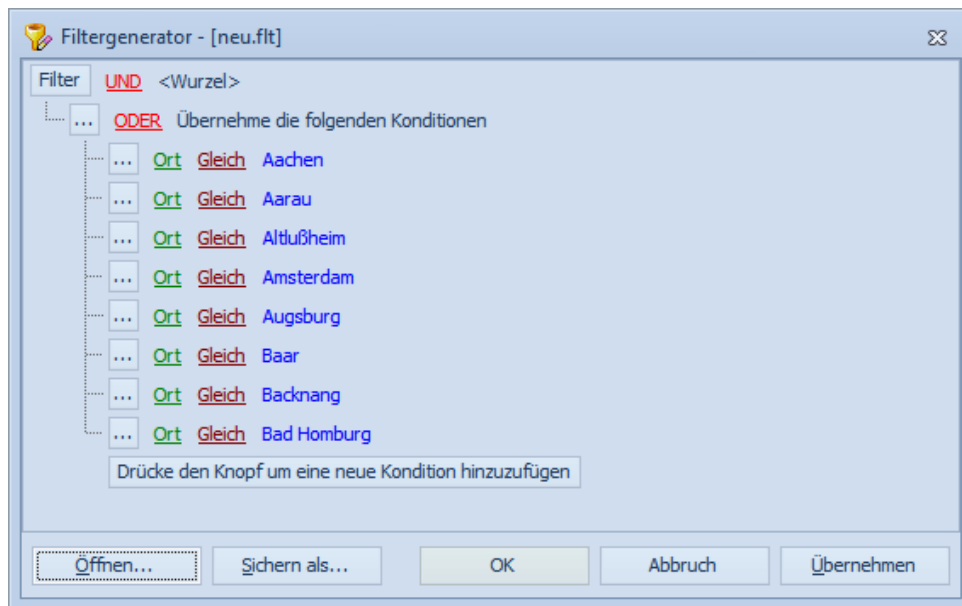 Filtergenerator - [neu.flt]
Filter UND <Wurzel>
... ODER Übernehme die folgenden Konditionen
... Ort Gleich Aachen
... Ort Gleich Aarau
... Ort Gleich Altlußheim
... Ort Gleich Amsterdam
... Ort Gleich Augsburg
... Ort Gleich Baar
... Ort Gleich Backnang
... Ort Gleich Bad Homburg
Drücke den Knopf um eine neue Kondition hinzuzufügen
Öffnen... Sichern als... OK Abbruch Übernehmen